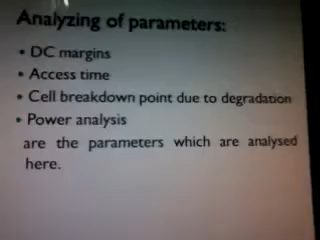 Analyzing of parameters:
• DC margins
• Access time
• Cell breakdown point due to degradation
• Power analysis
are the parameters which are analysed
here.